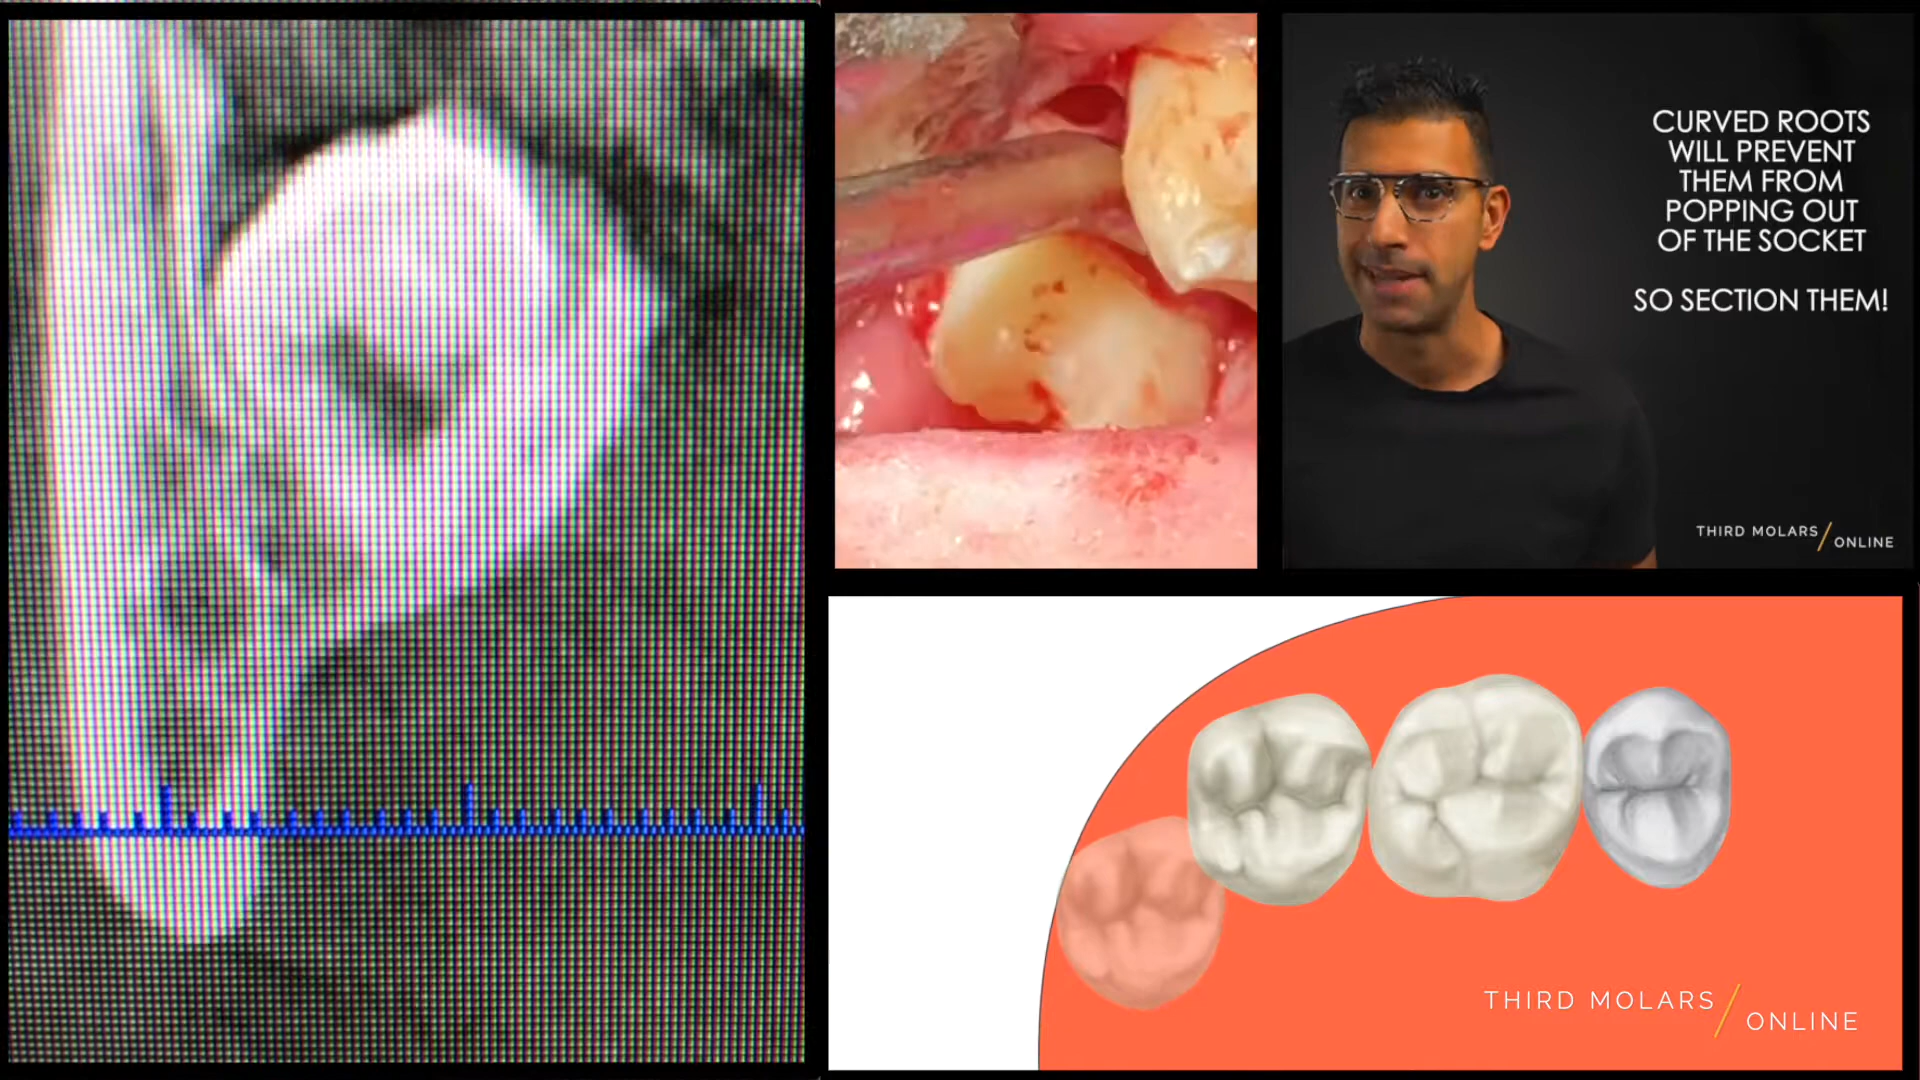 CURVED ROOTS
WILL PREVENT
THEM FROM
POPPING OUT
OF THE SOCKET
SO SECTION THEM!
THIRD MOLARS
ONLINE
THIRD MOLARS
ONLINE